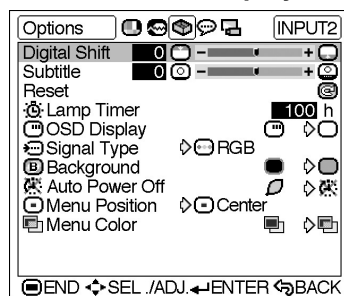 Options INPUT2
Digital Shift 0 - +
Subtitle 0 - +
Reset
Lamp Timer 100 h
OSD Display
Signal Type RGB
B Background
Auto Power Off
Menu Position Center
Menu Color
END SEL./ADJ. ENTER BACK